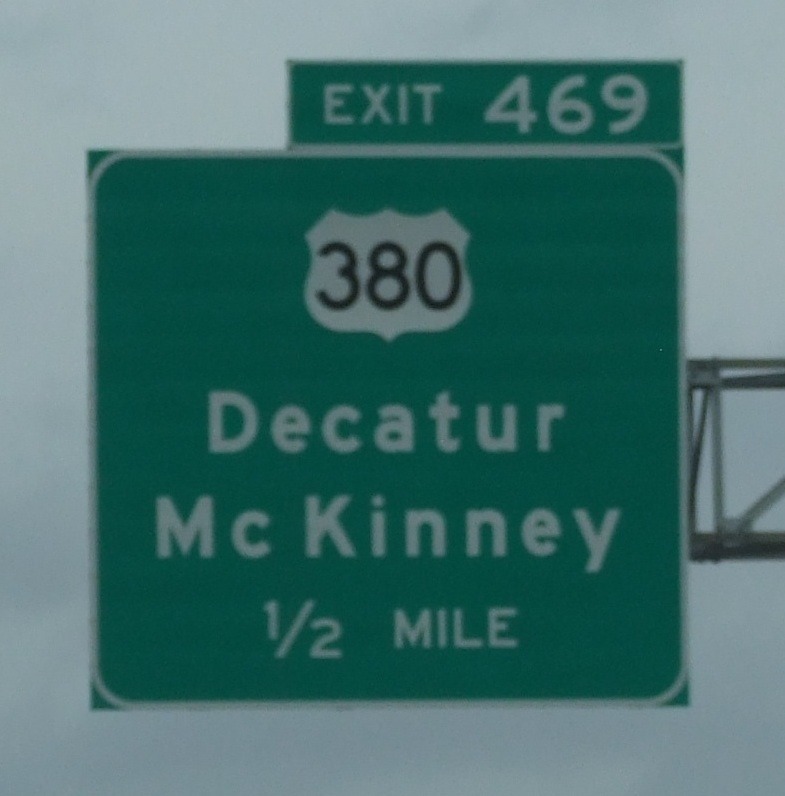 EXIT 469
380
Decatur
McKinney
1/2 MILE